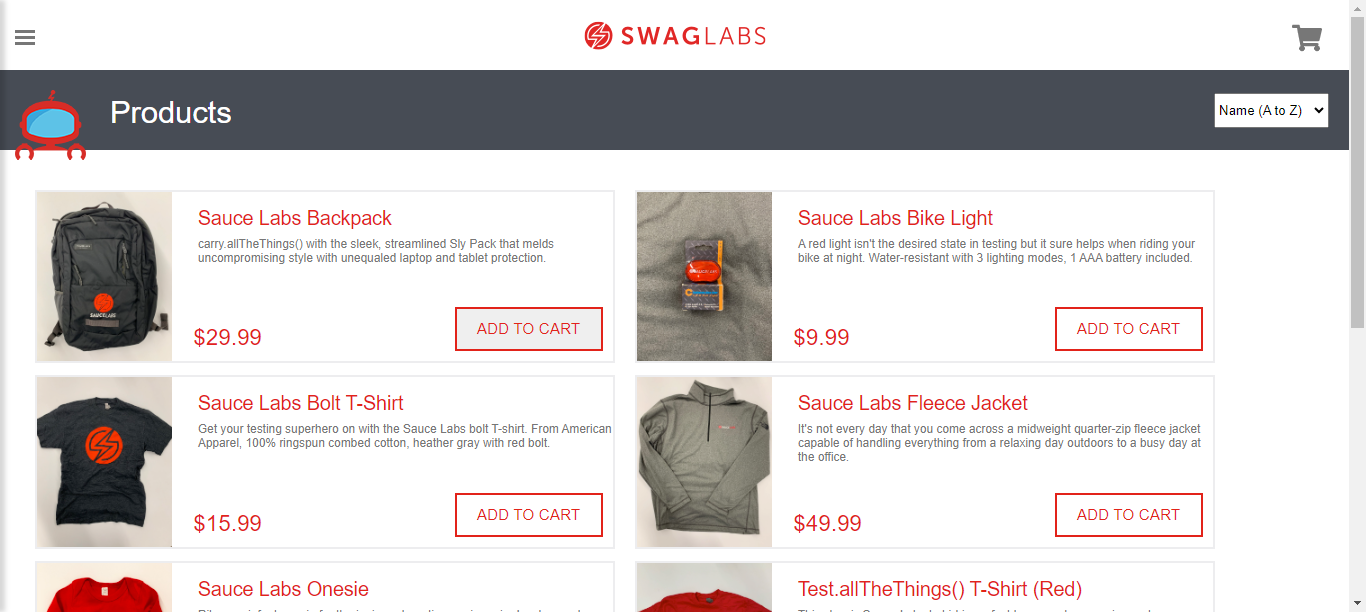 SWAGLABS
Products
Name (A to Z)
Sauce Labs Backpack
carry.allTheThings() with the sleek, streamlined Sly Pack that melds
uncompromising style with unequaled laptop and tablet protection.
$29.99
ADD TO CART
SAUCELABS
Sauce Labs Bike Light
A red light isn't the desired state in testing but it sure helps when riding your
bike at night. Water-resistant with 3 lighting modes, 1 AAA battery included.
$9.99
ADD TO CART
Sauce Labs Bolt T-Shirt
Get your testing superhero on with the Sauce Labs bolt T-shirt. From American
Apparel, 100% ringspun combed cotton, heather gray with red bolt.
$15.99
ADD TO CART
Sauce Labs Fleece Jacket
It's not every day that you come across a midweight quarter-zip fleece jacket
capable of handling everything from a relaxing day outdoors to a busy day at
the office.
$49.99
ADD TO CART
Sauce Labs Onesie
Test.allTheThings() T-Shirt (Red)